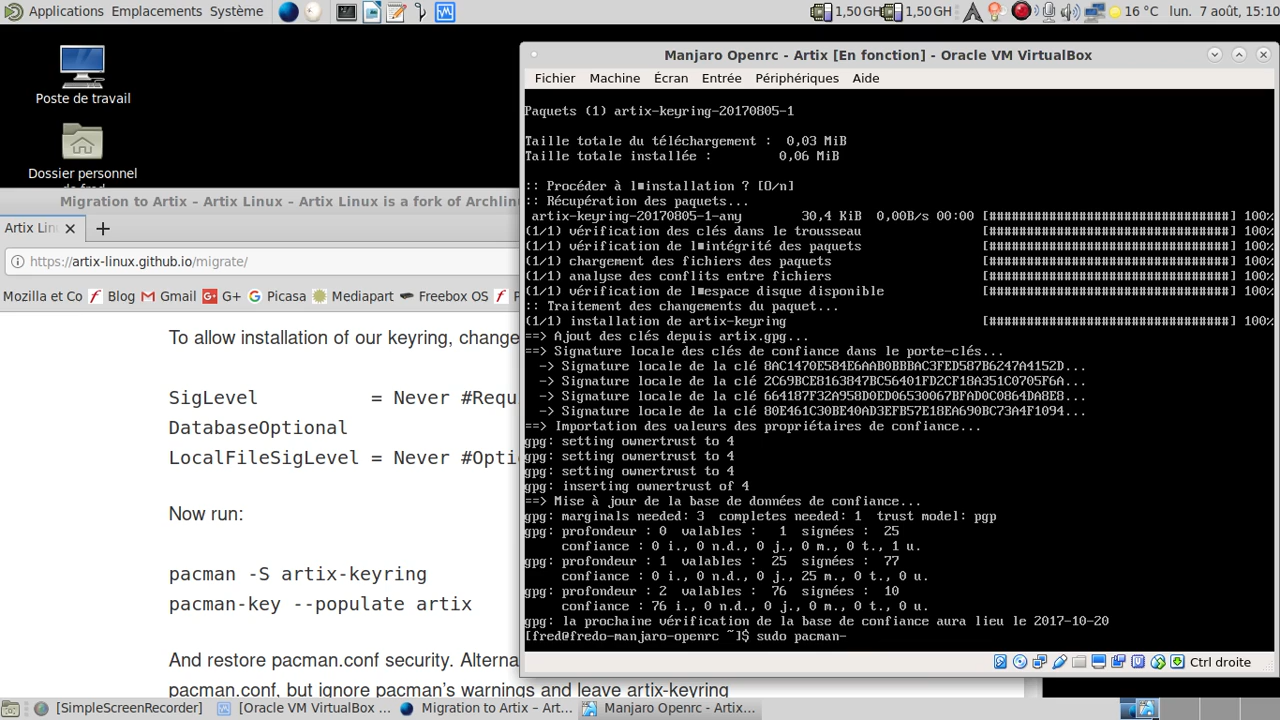 Applications Emplacements Système 1,50 GH 1,50 GH 16 °C lun. 7 août, 15:10
Poste de travail
Dossier personnel
Migration to Artix – Artix Linux – Artix Linux is a fork of Archlin
Artix Lin
https://artix-linux.github.io/migrate/
Mozilla et Co Blog Gmail G+ Picasa Mediapart Freebox OS
To allow installation of our keyring, change
SigLevel = Never #Requ
DatabaseOptional
LocalFileSigLevel = Never #Opti
Now run:
pacman -S artix-keyring
pacman-key --populate artix
And restore pacman.conf security. Alterna
pacman.conf, but ignore pacman's warnings and leave artix-keyring
Manjaro Openrc - Artix [En fonction] - Oracle VM VirtualBox
Fichier Machine Écran Entrée Périphériques Aide
Paquets (1) artix-keyring-20170805-1
Taille totale du téléchargement : 0,03 MiB
Taille totale installée : 0,06 MiB
:: Procéder à l■installation ? [O/n]
:: Récupération des paquets...
artix-keyring-20170805-1-any 30,4 KiB 0,00B/s 00:00 [################################] 100%
(1/1) vérification des clés dans le trousseau [################################] 100%
(1/1) vérification de l■intégrité des paquets [################################] 100%
(1/1) chargement des fichiers des paquets [################################] 100%
(1/1) analyse des conflits entre fichiers [################################] 100%
(1/1) vérification de l■espace disque disponible [################################] 100%
:: Traitement des changements du paquet...
(1/1) installation de artix-keyring [################################] 100%
==> Ajout des clés depuis artix.gpg...
==> Signature locale des clés de confiance dans le porte-clés...
-> Signature locale de la clé 8AC1470E584E6AAB0BBBAC3FED587B6247A4152D...
-> Signature locale de la clé 2C69BCE8163847BC56401FD2CF18A351C0705F6A...
-> Signature locale de la clé 664187F32A958D0ED06530067BFAD0C0864DA8E8...
-> Signature locale de la clé 80E461C30BE40AD3EFB57E18EA690BC73A4F1094...
==> Importation des valeurs des propriétaires de confiance...
gpg: setting ownertrust to 4
gpg: setting ownertrust to 4
gpg: setting ownertrust to 4
gpg: inserting ownertrust of 4
==> Mise à jour de la base de données de confiance...
gpg: marginals needed: 3 completes needed: 1 trust model: pgp
gpg: profondeur : 0 valables : 1 signées : 25
confiance : 0 i., 0 n.d., 0 j., 0 m., 0 t., 1 u.
gpg: profondeur : 1 valables : 25 signées : 77
confiance : 0 i., 0 n.d., 0 j., 25 m., 0 t., 0 u.
gpg: profondeur : 2 valables : 76 signées : 10
confiance : 76 i., 0 n.d., 0 j., 0 m., 0 t., 0 u.
gpg: la prochaine vérification de la base de confiance aura lieu le 2017-10-20
[fred@fredo-manjaro-openrc ~]$ sudo pacman-
Ctrl droite
[SimpleScreenRecorder] [Oracle VM VirtualBox ... Migration to Artix – Art... Manjaro Openrc - Artix...